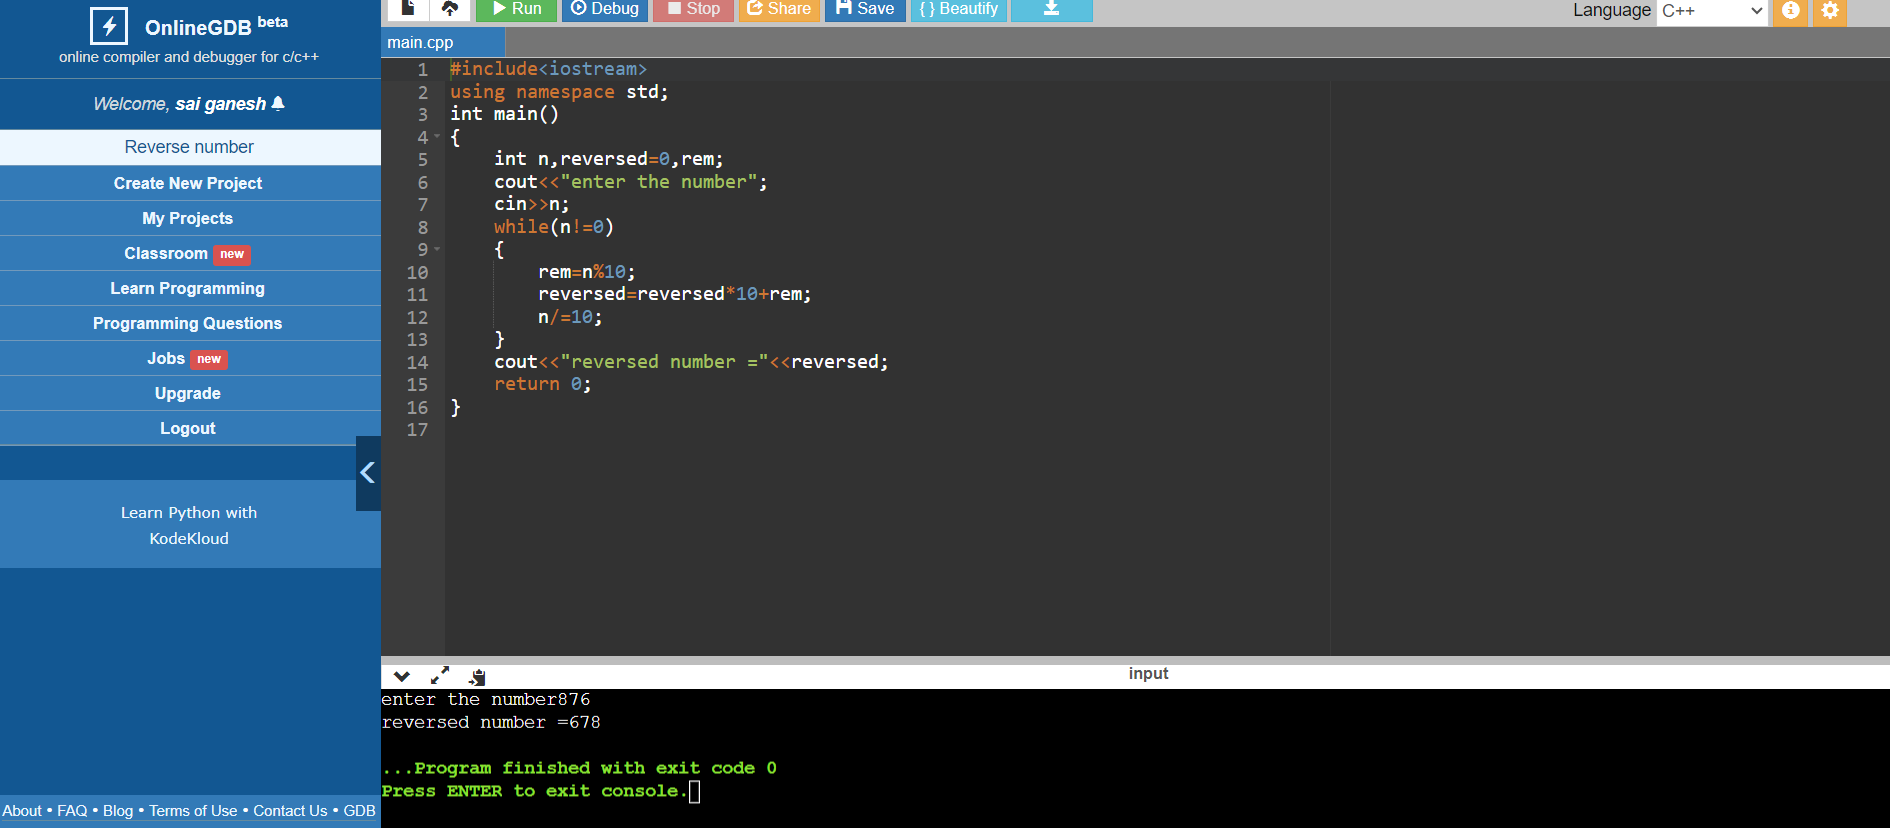 OnlineGDB beta
online compiler and debugger for c/c++
Welcome, sai ganesh
Reverse number
Create New Project
My Projects
Classroom new
Learn Programming
Programming Questions
Jobs new
Upgrade
Logout
Learn Python with
KodeKloud
About • FAQ • Blog • Terms of Use • Contact Us • GDB
Run Debug Stop Share Save { } Beautify
Language C++
main.cpp
1 #include<iostream>
2 using namespace std;
3 int main()
4 {
5     int n,reversed=0,rem;
6     cout<<"enter the number";
7     cin>>n;
8     while(n!=0)
9     {
10         rem=n%10;
11         reversed=reversed*10+rem;
12         n/=10;
13     }
14     cout<<"reversed number ="<<reversed;
15     return 0;
16 }
17
input
enter the number876
reversed number =678
...Program finished with exit code 0
Press ENTER to exit console.